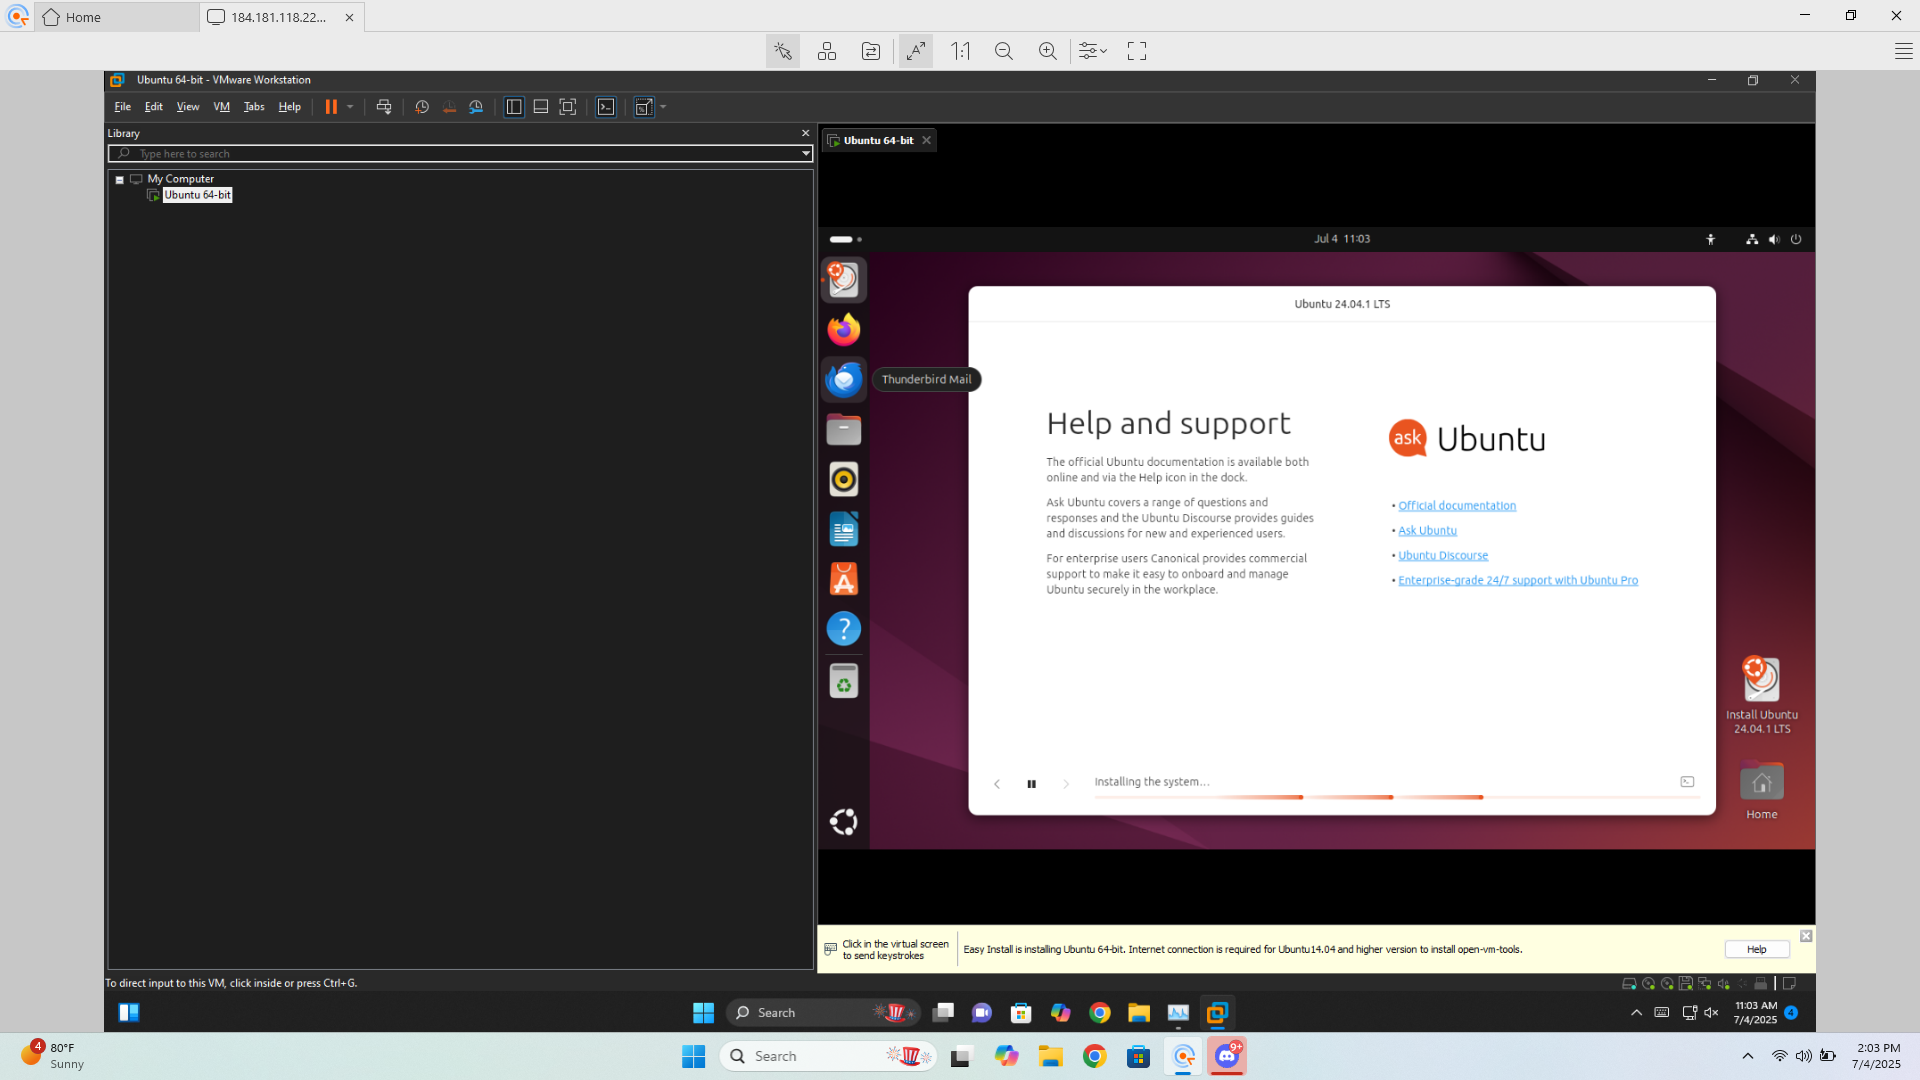 Home
184.181.118.22...
Ubuntu 64-bit - VMware Workstation
File Edit View VM Tabs Help
Library
Type here to search
My Computer
Ubuntu 64-bit
Ubuntu 64-bit
Jul 4 11:03
Ubuntu 24.04.1 LTS
Thunderbird Mail
Help and support
The official Ubuntu documentation is available both
online and via the Help icon in the dock.
Ask Ubuntu covers a range of questions and
responses and the Ubuntu Discourse provides guides
and discussions for new and experienced users.
For enterprise users Canonical provides commercial
support to make it easy to onboard and manage
Ubuntu securely in the workplace.
ask Ubuntu
• Official documentation
• Ask Ubuntu
• Ubuntu Discourse
• Enterprise-grade 24/7 support with Ubuntu Pro
Installing the system...
Install Ubuntu
24.04.1 LTS
Home
Click in the virtual screen
to send keystrokes
Easy Install is installing Ubuntu 64-bit. Internet connection is required for Ubuntu14.04 and higher version to install open-vm-tools.
Help
To direct input to this VM, click inside or press Ctrl+G.
Search
11:03 AM
7/4/2025
4
4
80°F
Sunny
Search
9+
2:03 PM
7/4/2025